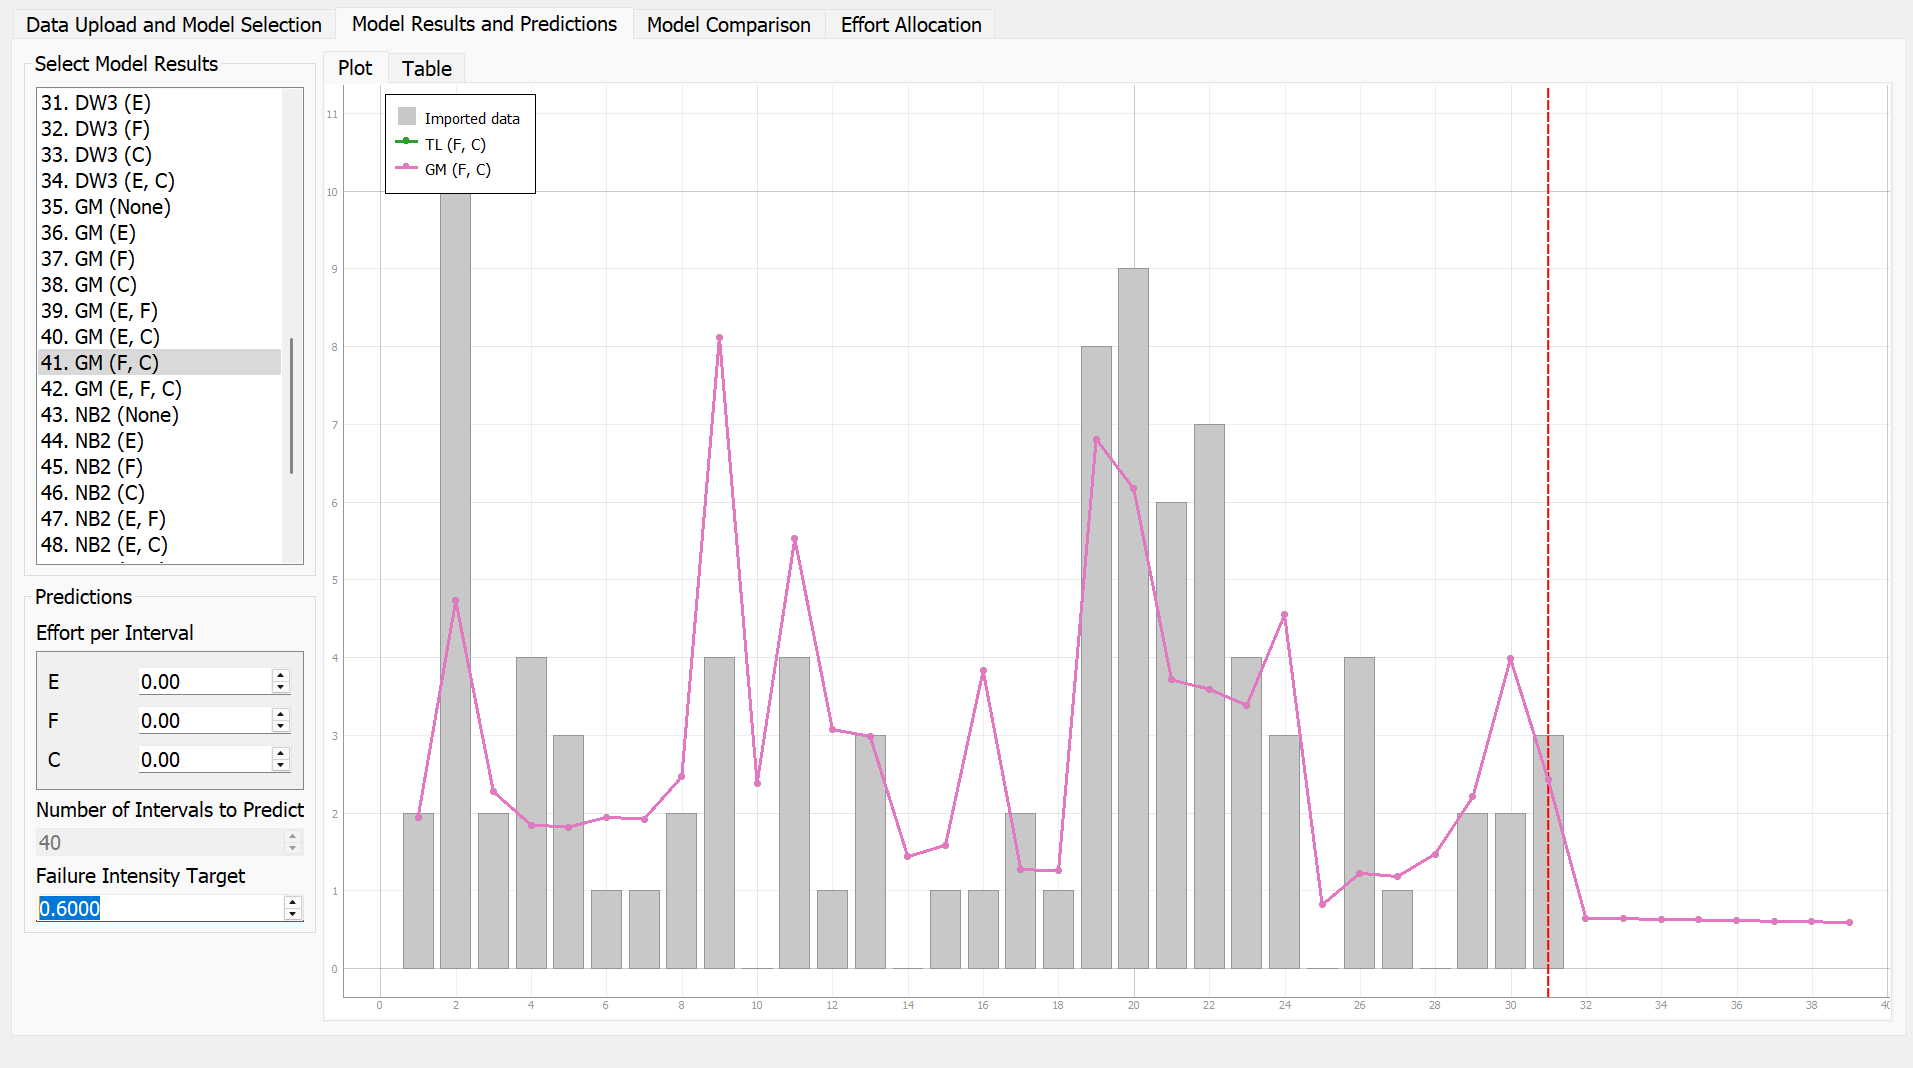 Data Upload and Model Selection
Model Results and Predictions
Model Comparison
Effort Allocation
Select Model Results
31. DW3 (E)
32. DW3 (F)
33. DW3 (C)
34. DW3 (E, C)
35. GM (None)
36. GM (E)
37. GM (F)
38. GM (C)
39. GM (E, F)
40. GM (E, C)
41. GM (F, C)
42. GM (E, F, C)
43. NB2 (None)
44. NB2 (E)
45. NB2 (F)
46. NB2 (C)
47. NB2 (E, F)
48. NB2 (E, C)
Predictions
Effort per Interval
E 0.00
F 0.00
C 0.00
Number of Intervals to Predict
40
Failure Intensity Target
0.6000
Plot
Table
Imported data
TL (F, C)
GM (F, C)
11
10
9
8
7
6
5
4
3
2
1
0
0 2 4 6 8 10 12 14 16 18 20 22 24 26 28 30 32 34 36 38 40